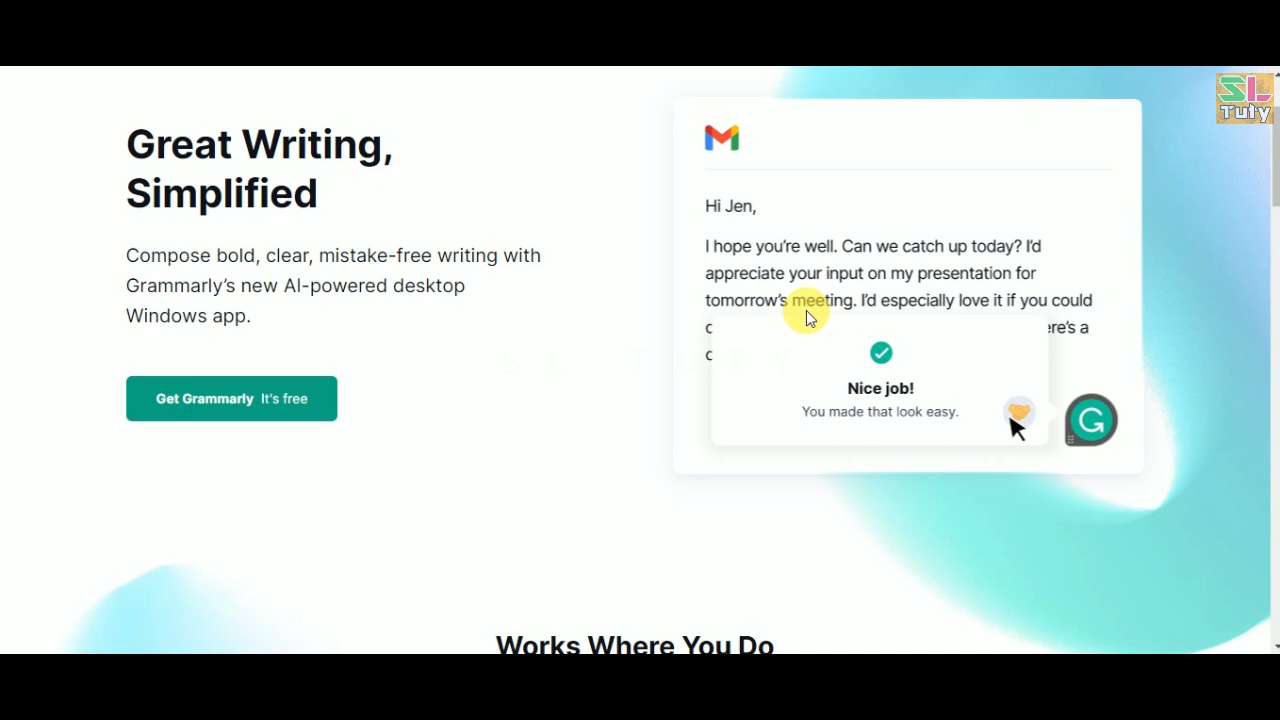 SL
Tuty
Great Writing,
Simplified
Compose bold, clear, mistake-free writing with
Grammarly's new AI-powered desktop
Windows app.
Get Grammarly It's free
Hi Jen,
I hope you're well. Can we catch up today? I'd
appreciate your input on my presentation for
tomorrow's meeting. I'd especially love it if you could
Nice job!
You made that look easy.
SL TUTY
Works Where You Do